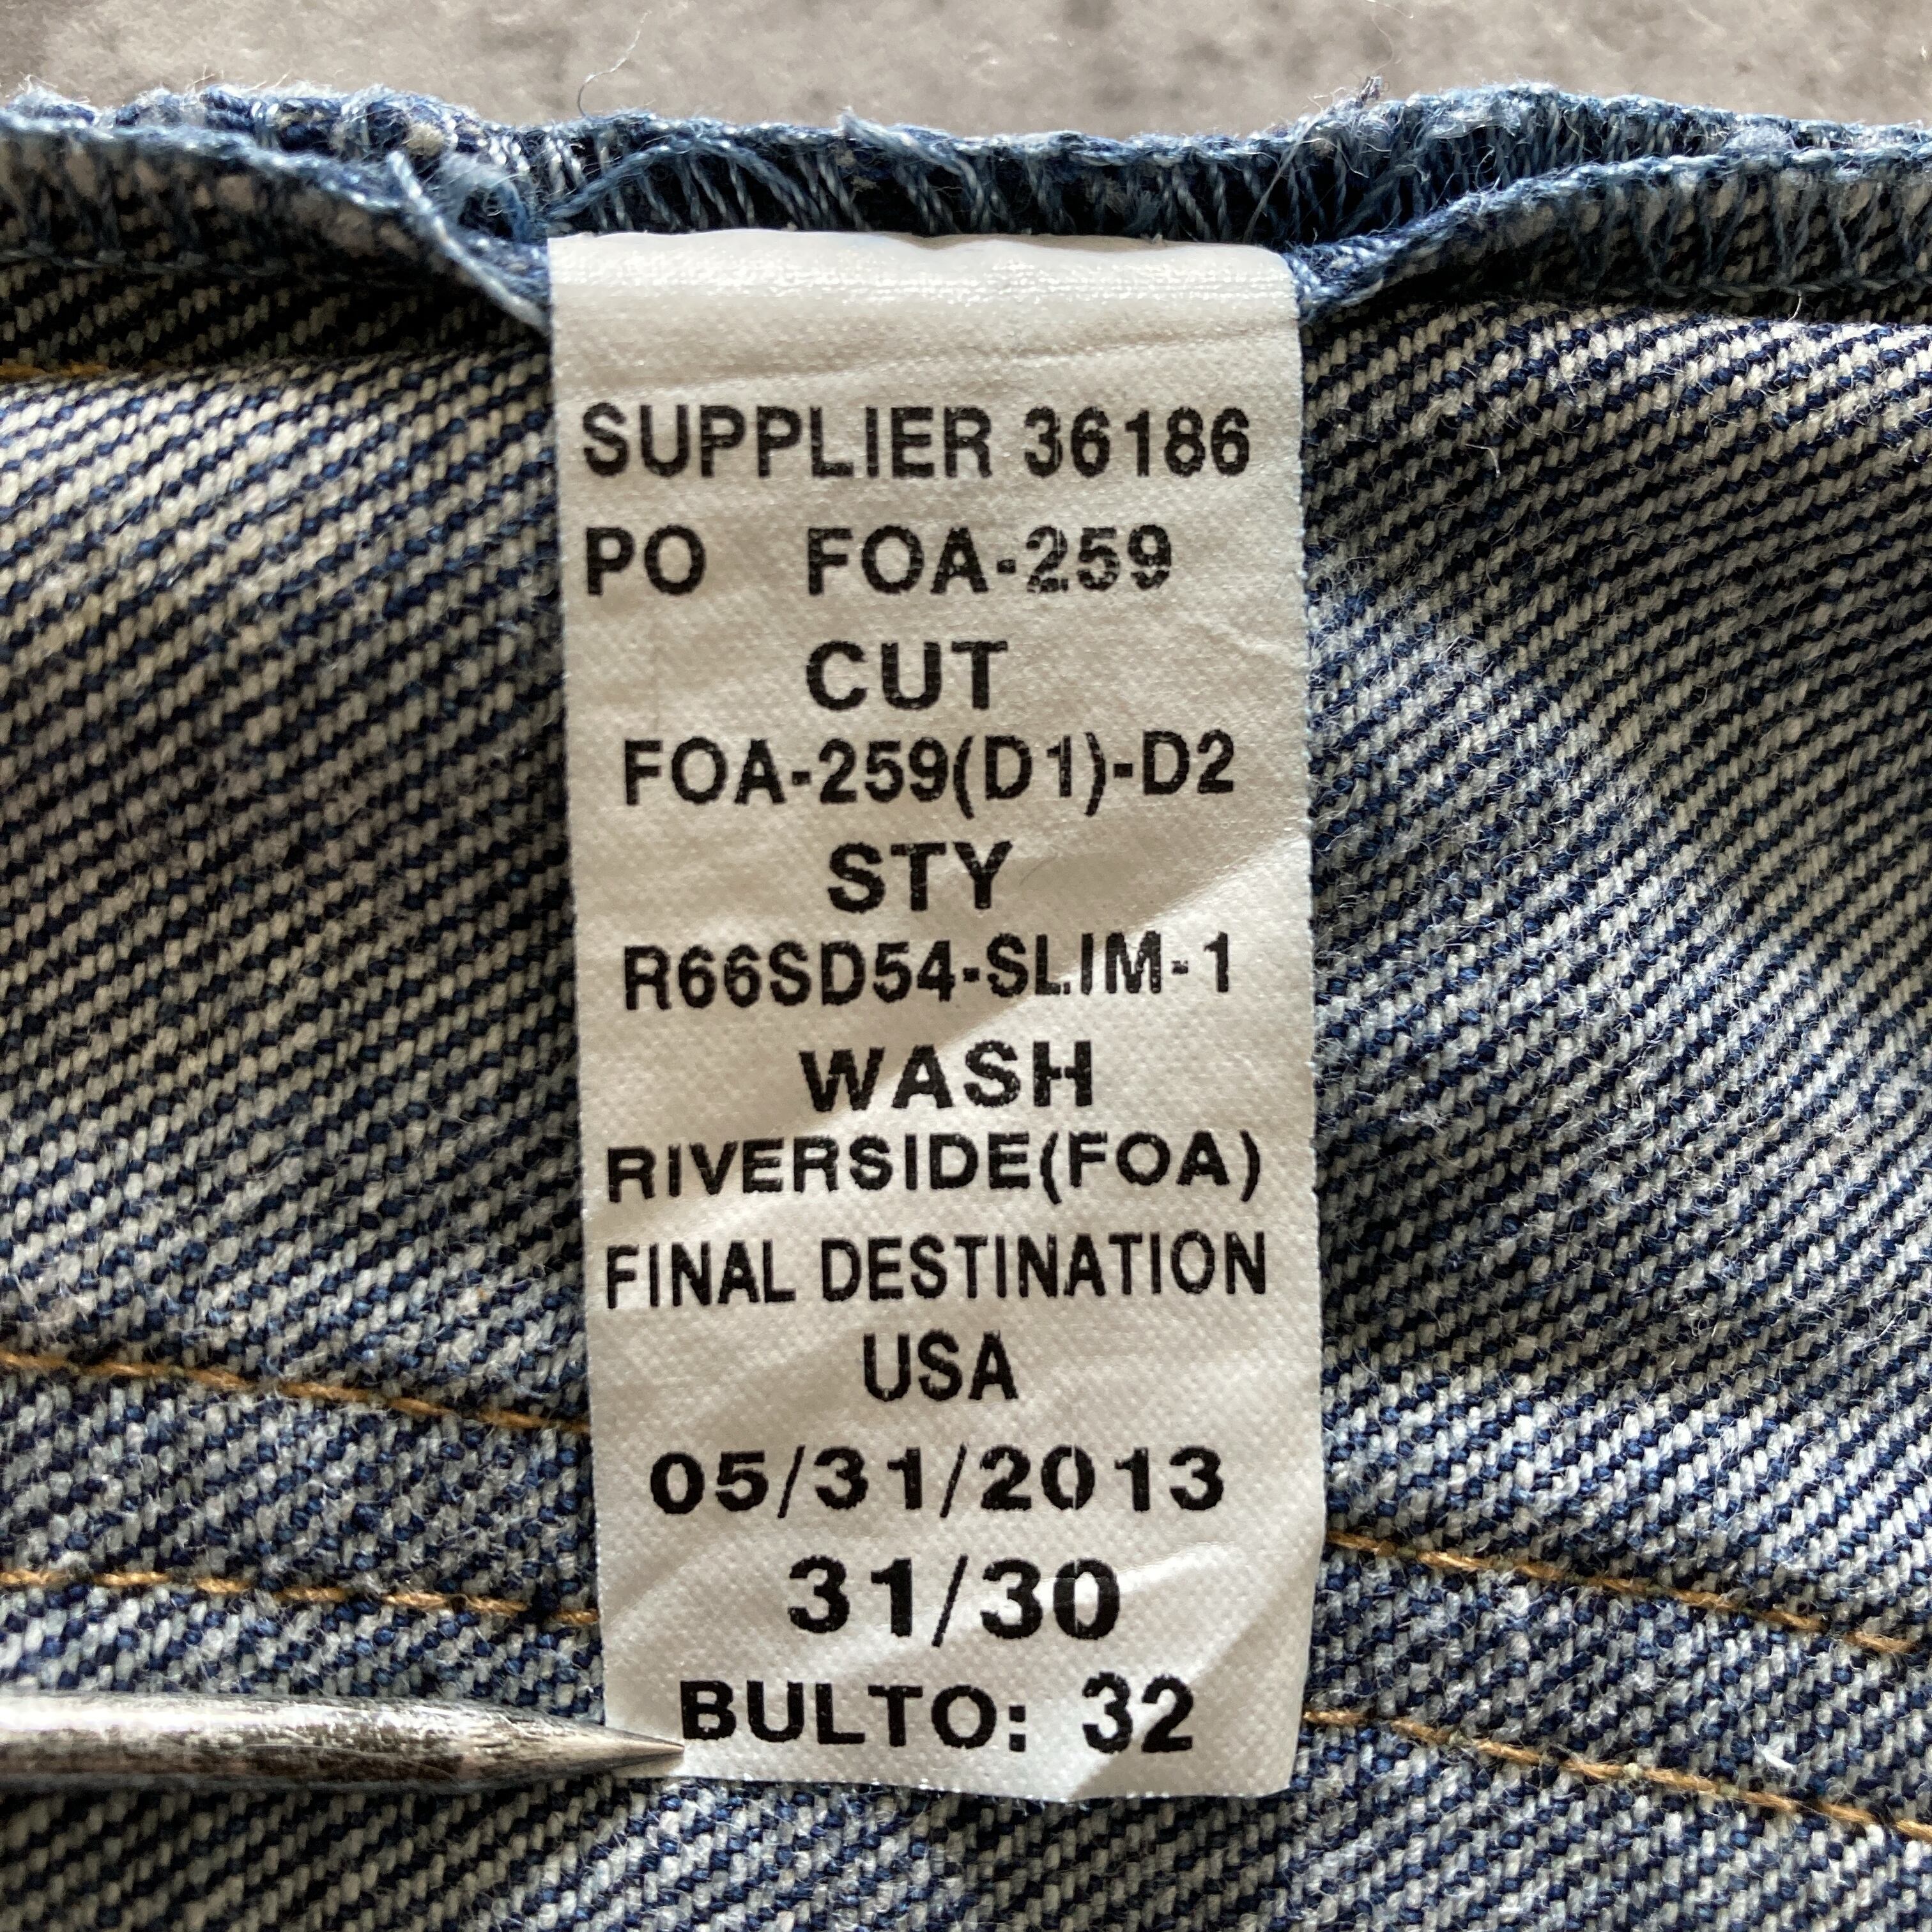 SUPPLIER 36186
PO FOA-259
CUT
FOA-259(D1)-D2
STY
R66SD54-SLIM-1
WASH
RIVERSIDE(FOA)
FINAL DESTINATION
USA
05/31/2013
31/30
BULTO: 32